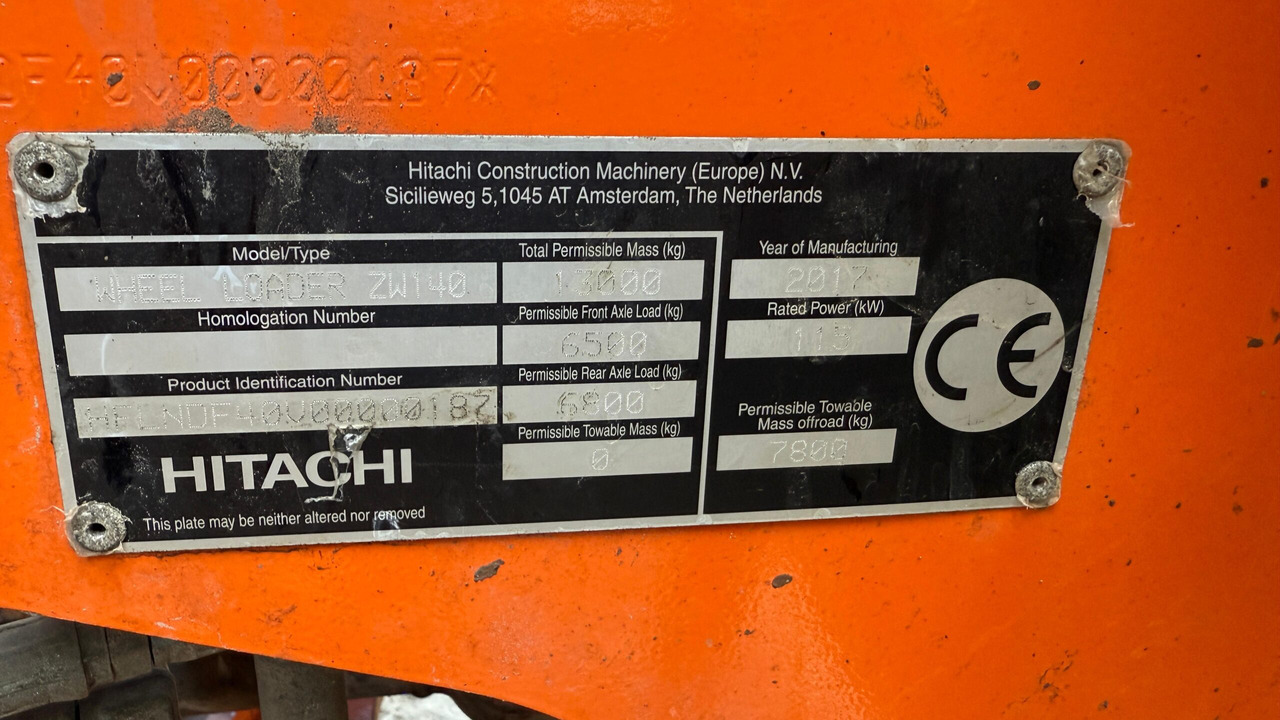 DF40V00000187*
Hitachi Construction Machinery (Europe) N.V.
Sicilieweg 5,1045 AT Amsterdam, The Netherlands
Model/Type
WHEEL LOADER ZW140
Homologation Number
Product Identification Number
HFLNDF40V00000187
HITACHI
This plate may be neither altered nor removed
Total Permissible Mass (kg)
13000
Permissible Front Axle Load (kg)
6500
Permissible Rear Axle Load (kg)
6800
Permissible Towable Mass (kg)
0
Year of Manufacturing
2017
Rated Power (kW)
115
Permissible Towable
Mass offroad (kg)
7800
CE